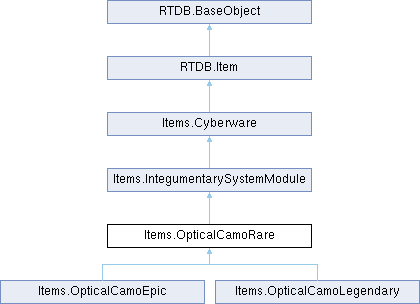 RTDB.BaseObject
RTDB.Item
Items.Cyberware
Items.IntegumentarySystemModule
Items.OpticalCamoRare
Items.OpticalCamoEpic
Items.OpticalCamoLegendary